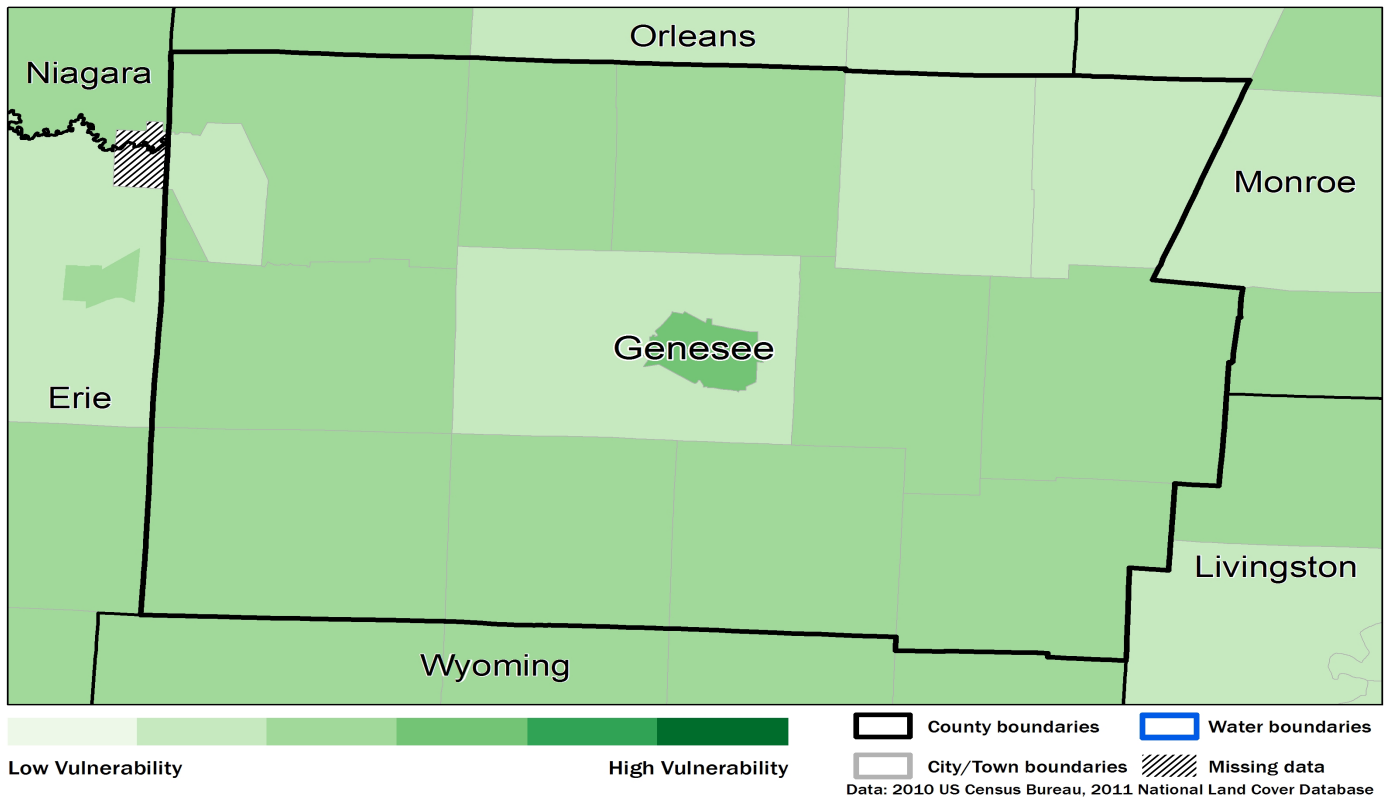 Orleans
Niagara
Monroe
Genesee
Erie
Livingston
Wyoming
Low Vulnerability
High Vulnerability
County boundaries
Water boundaries
City/Town boundaries
Missing data
Data: 2010 US Census Bureau, 2011 National Land Cover Database